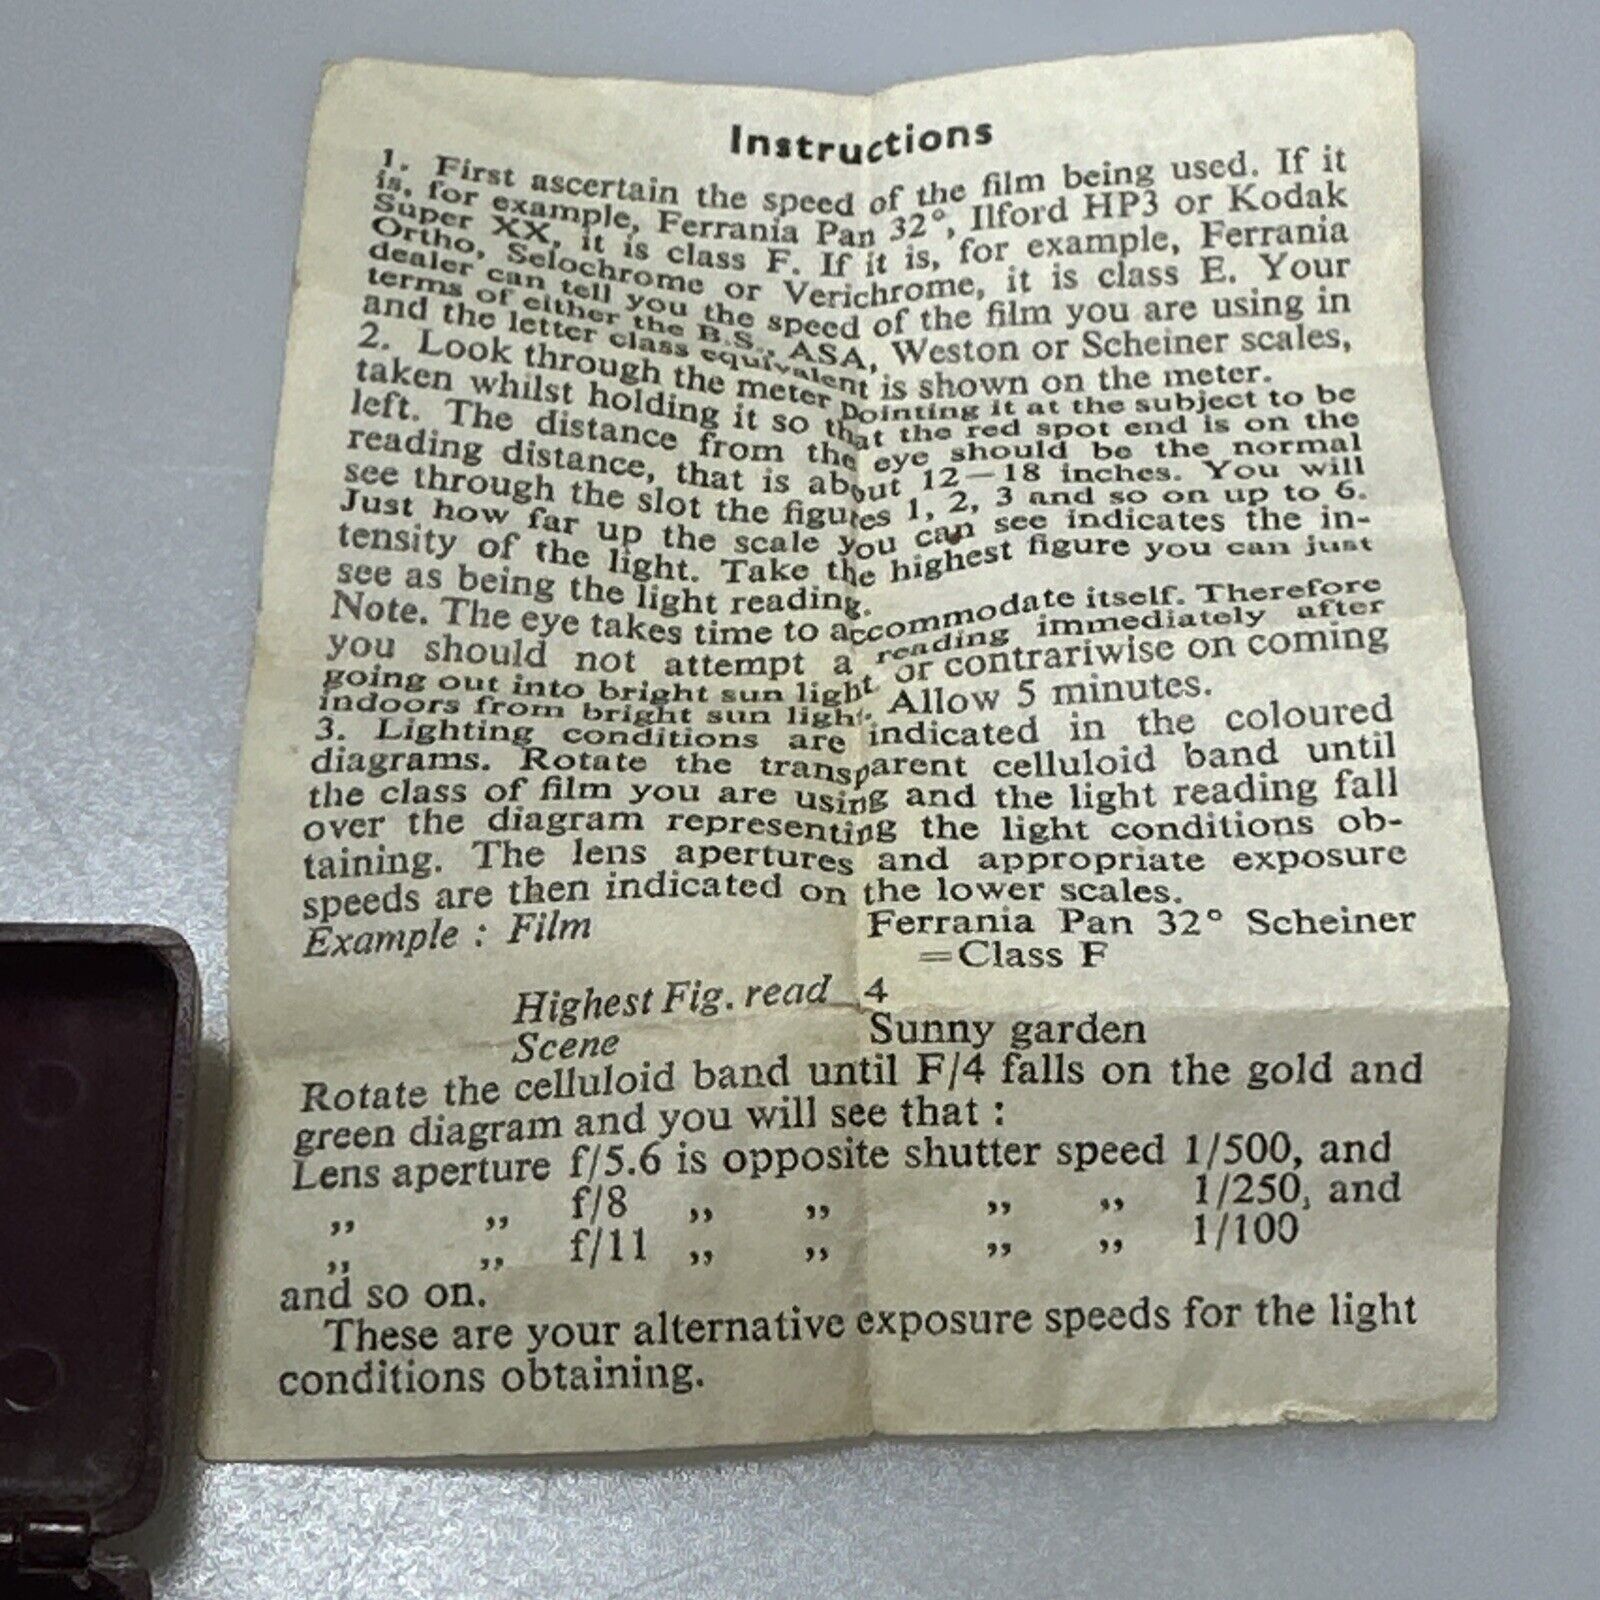 Instructions
1. First ascertain the speed of the film being used. If it
is, for example, Ferrania Pan 32°, Ilford HP3 or Kodak
Super XX, it is class F. If it is, for example, Ferrania
Ortho, Selochrome or Verichrome, it is class E. Your
dealer can tell you the speed of the film you are using in
terms of either the B.S., ASA, Weston or Scheiner scales,
and the letter class equivalent is shown on the meter.
2. Look through the meter pointing it at the subject to be
taken whilst holding it so that the red spot end is on the
left. The distance from the eye should be the normal
reading distance, that is about 12—18 inches. You will
see through the slot the figures 1, 2, 3 and so on up to 6.
Just how far up the scale you can see indicates the in-
tensity of the light. Take the highest figure you can just
see as being the light reading.
Note. The eye takes time to accommodate itself. Therefore
you should not attempt a reading immediately after
going out into bright sun light or contrariwise on coming
indoors from bright sun light. Allow 5 minutes.
3. Lighting conditions are indicated in the coloured
diagrams. Rotate the transparent celluloid band until
the class of film you are using and the light reading fall
over the diagram representing the light conditions ob-
taining. The lens apertures and appropriate exposure
speeds are then indicated on the lower scales.
Example : Film Ferrania Pan 32° Scheiner
=Class F
Highest Fig. read 4
Scene Sunny garden
Rotate the celluloid band until F/4 falls on the gold and
green diagram and you will see that :
Lens aperture f/5.6 is opposite shutter speed 1/500, and
,, ,, f/8 ,, ,, ,, ,, 1/250, and
,, ,, f/11 ,, ,, ,, ,, 1/100
and so on.
These are your alternative exposure speeds for the light
conditions obtaining.